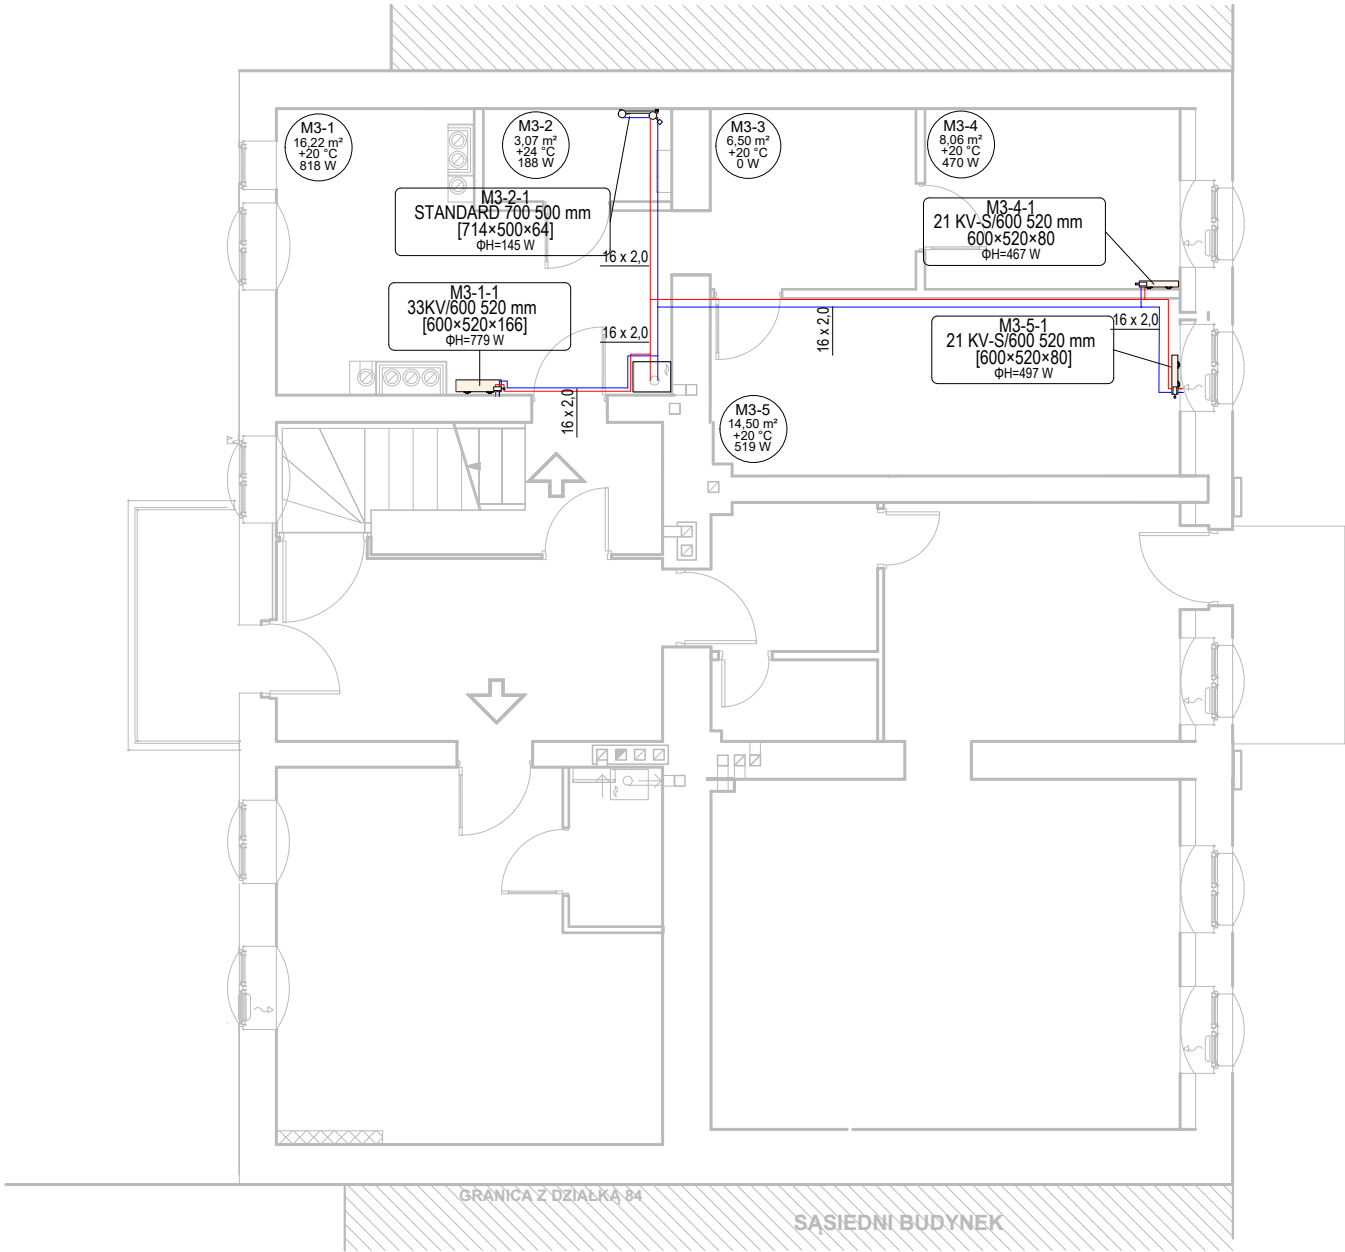 M3-1
16,22 m²
+20 °C
818 W
M3-2
3,07 m²
+24 °C
188 W
M3-3
6,50 m²
+20 °C
0 W
M3-4
8,06 m²
+20 °C
470 W
M3-2-1
STANDARD 700 500 mm
[714×500×64]
ΦH=145 W
M3-4-1
21 KV-S/600 520 mm
600×520×80
ΦH=467 W
16 x 2,0
M3-1-1
33KV/600 520 mm
[600×520×166]
ΦH=779 W
16 x 2,0
16 x 2,0
16 x 2,0
M3-5-1
21 KV-S/600 520 mm
[600×520×80]
ΦH=497 W
16 x 2,0
M3-5
14,50 m²
+20 °C
519 W
GRANICA Z DZIAŁKĄ 84
SĄSIEDNI BUDYNEK